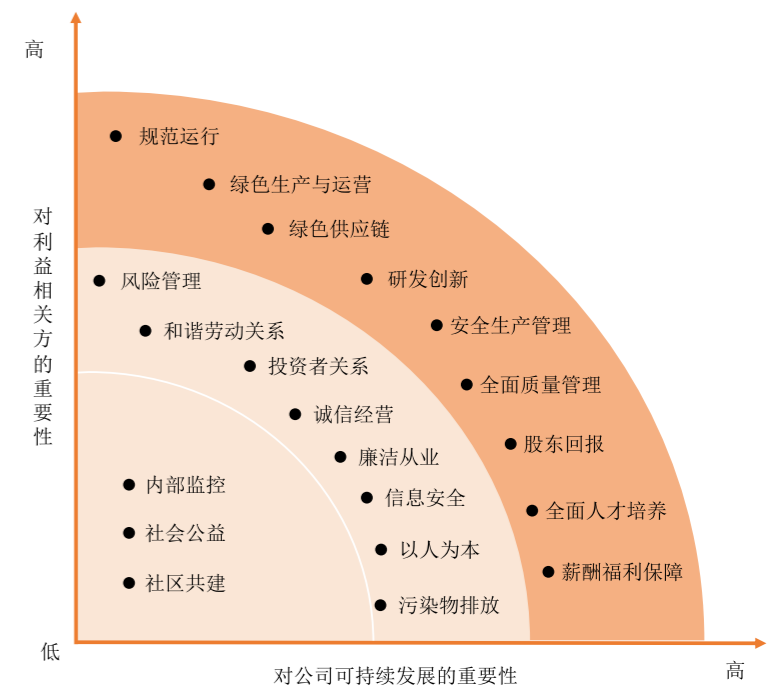 高
对利益相关方的重要性
规范运行
绿色生产与运营
绿色供应链
研发创新
安全生产管理
全面质量管理
股东回报
全面人才培养
薪酬福利保障
风险管理
和谐劳动关系
投资者关系
诚信经营
廉洁从业
信息安全
以人为本
污染物排放
内部监控
社会公益
社区共建
低
对公司可持续发展的重要性
高